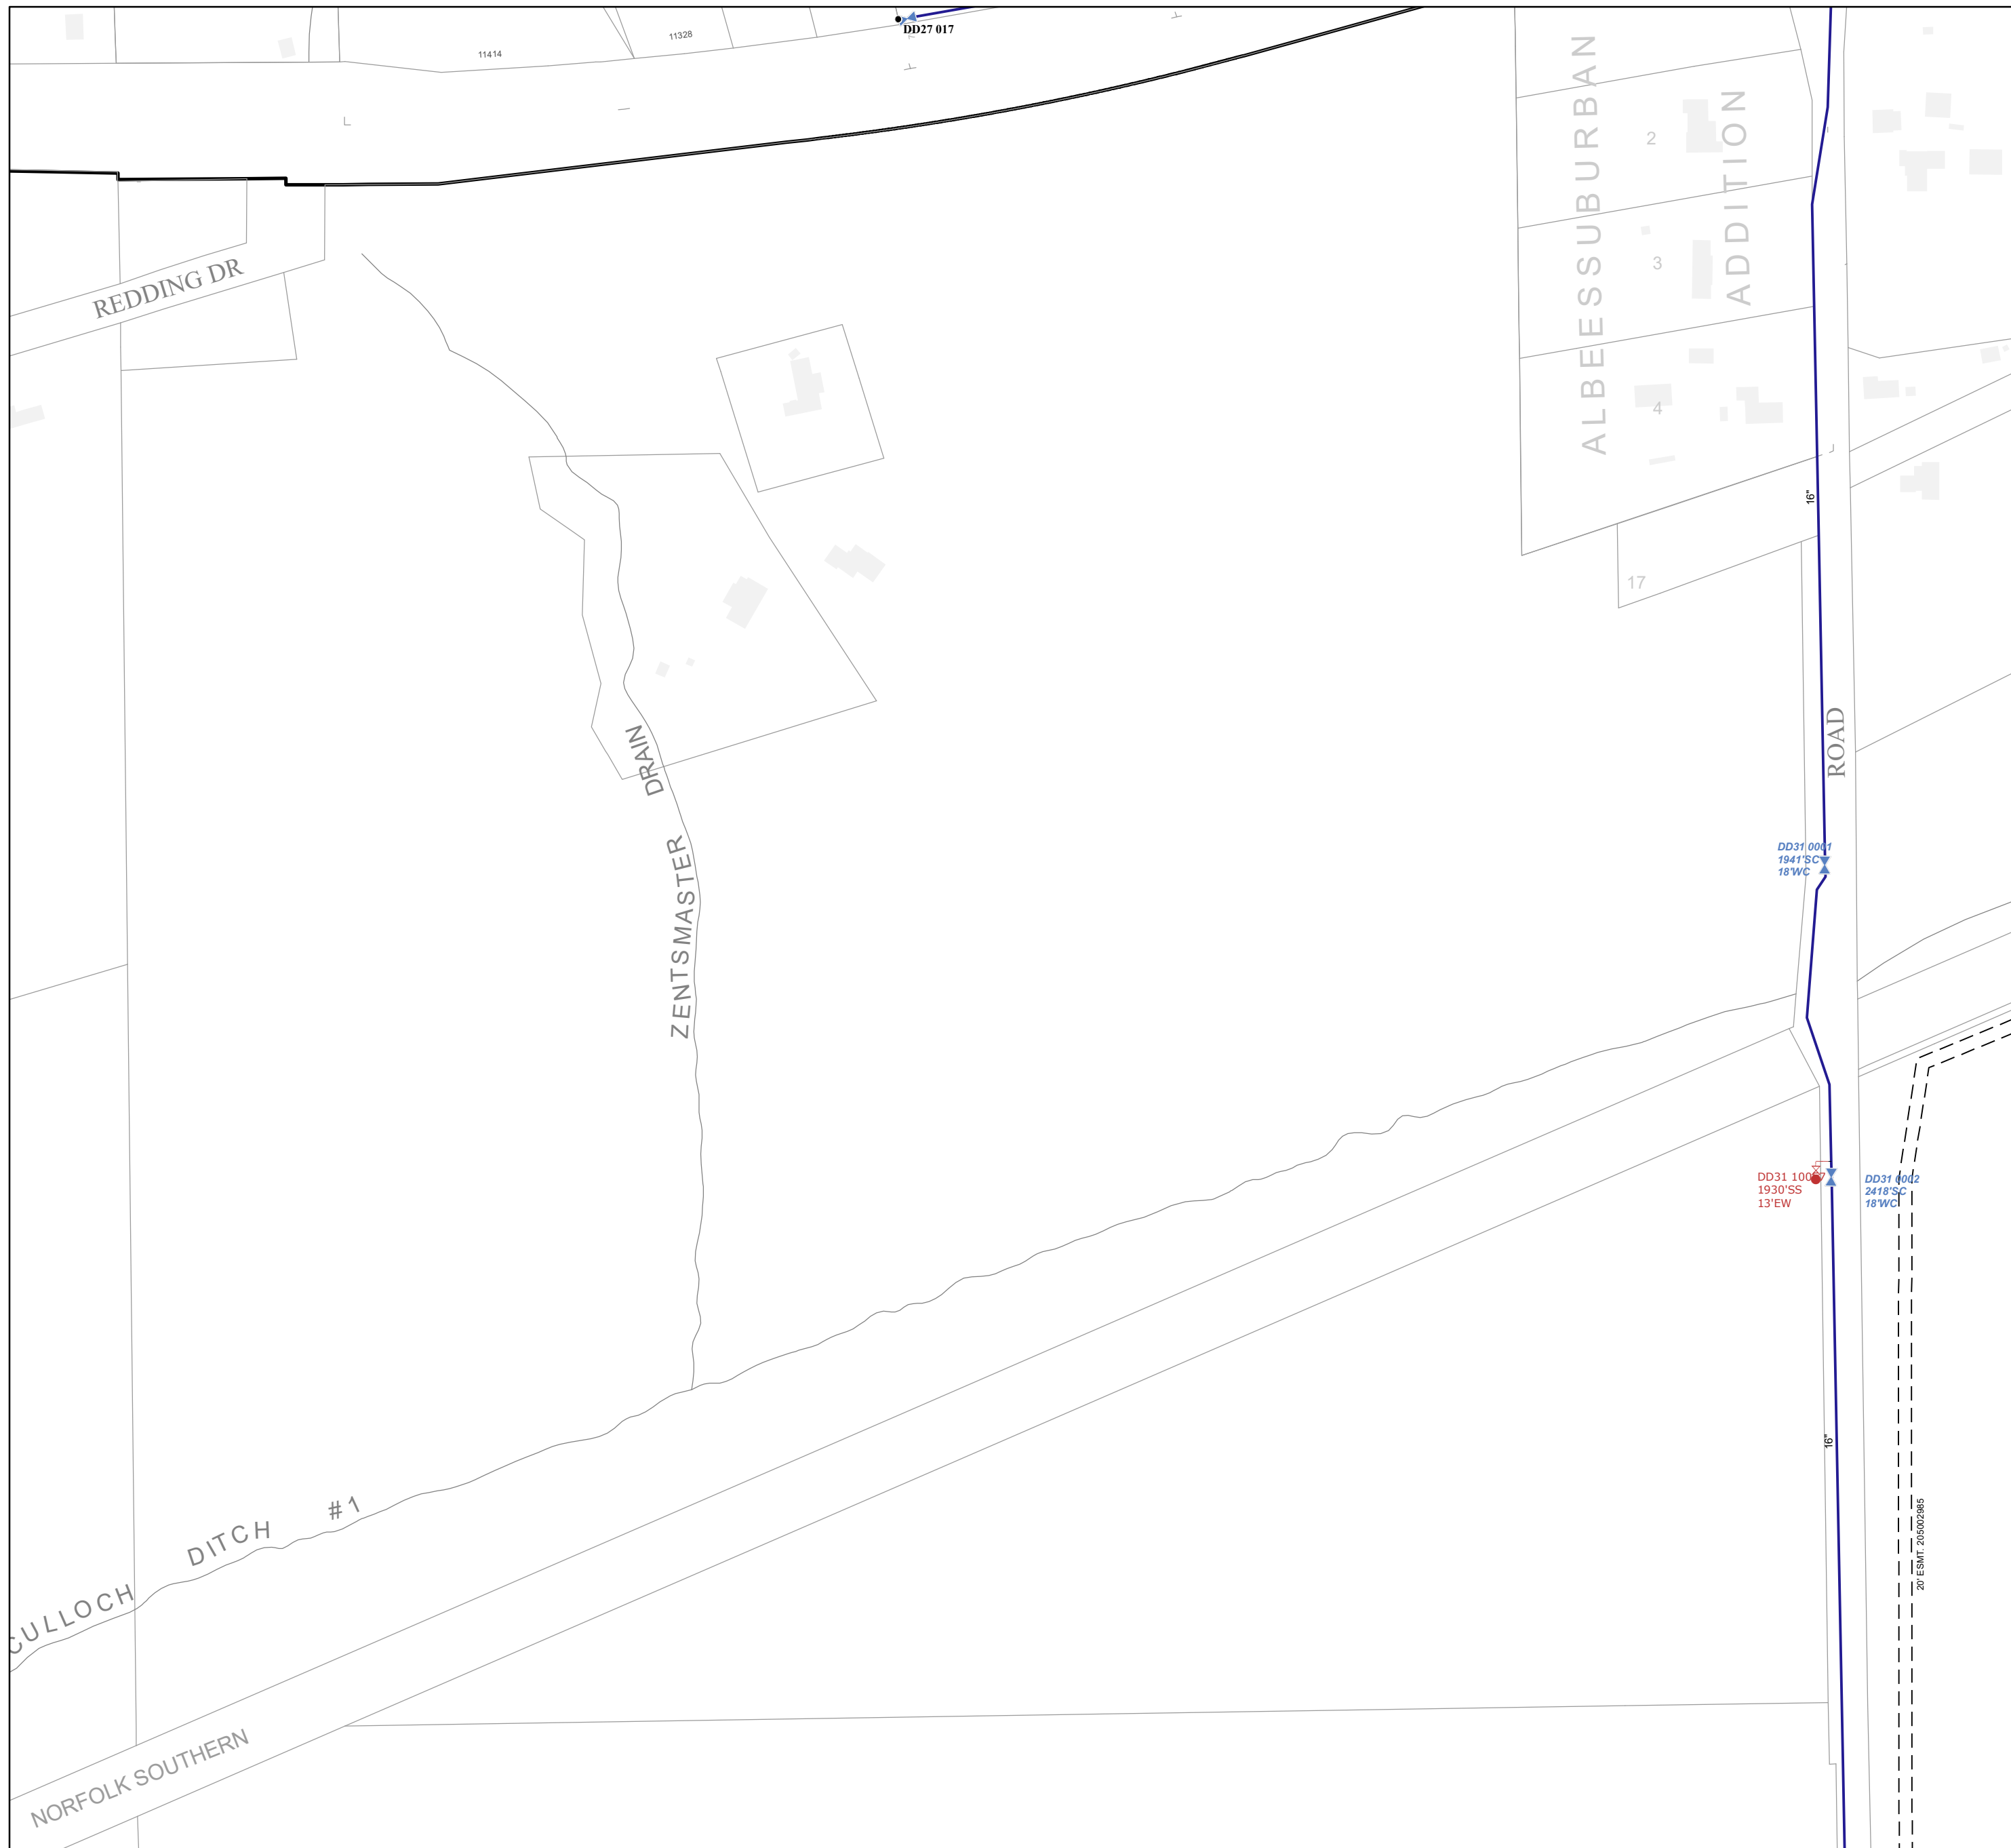 DD27 017
11328
11414
ALBEESSUBURBAN
ADDITION
2
3
4
17
REDDING DR
16"
ROAD
DRAIN
ZENTSMASTER
DD31 0001
1941'SC
18'WC
1930'SS
13'EW
DD31 0002
2418'SC
18'WC
16"
20' ESMT. 205002985
DITCH #1
CULLOCH
NORFOLK SOUTHERN